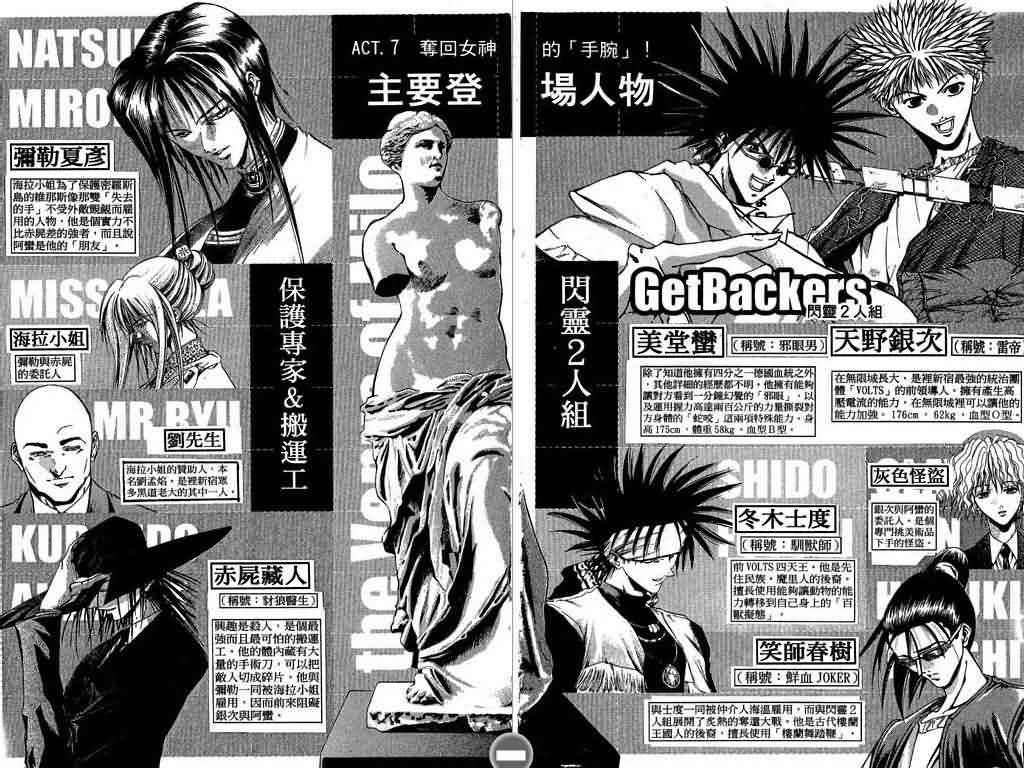 ACT.7 奪回女神的「手腕」!
主要登場人物
GetBackers
閃靈2人組
閃靈2人組
美堂蠻
(稱號:邪眼男)
除了知道他擁有四分之一德國血統之外
,其他詳細的經歷都不明。他擁有能夠
讓對方看到一分鐘幻覺的「邪眼」,以
及運用握力高達兩百公斤的力量撕裂對
方身體的「蛇咬」這兩項特殊能力。身
高175cm,體重58kg。血型B型。
天野銀次
(稱號:雷帝)
在無限城長大,是裡新宿最強的統治團
體「VOLTS」的前領導人。擁有產生高
壓電流的能力。在無限城裡可以讓他的
能力加強。176cm,62kg,血型O型。
SHIDO
冬木士度
(稱號:馴獸師)
前VOLTS四天王。他是先
住民族,魔里人的後裔。
擅長使用能夠讓動物的能
力轉移到自己身上的「百
獸擬態」。
灰色怪盜
銀次與阿蠻的
委託人。是個
專門挑美術品
下手的怪盜。
笑師春樹
(稱號:鮮血JOKER)
與士度一同被仲介人海溫雇用,而與閃靈2
人組展開了炙熱的奪還大戰。他是古代樓蘭
王國人的後裔,擅長使用「樓蘭舞踏鞭」。
the Venus of Milo
保護專家&搬運工
NATSU
MIRO
彌勒夏彥
海拉小姐為了保護密羅斯
島的維那斯像那雙「失去
的手」不受外敵覬覦而雇
用的人物。他是個實力不
比赤屍差的強者,而且說
阿蠻是他的「朋友」。
MISS
海拉小姐
彌勒與赤屍
的委託人
MR.RYU
劉先生
海拉小姐的贊助人。本
名劉孟焰。是裡新宿眾
多黑道老大的其中一人。
赤屍藏人
(稱號:豺狼醫生)
興趣是殺人,是個最
強而且最可怕的搬運
工。他的體內藏有大
量的手術刀,可以把
敵人切成碎片。他與
彌勒一同被海拉小姐
雇用,因而前來阻礙
銀次與阿蠻。